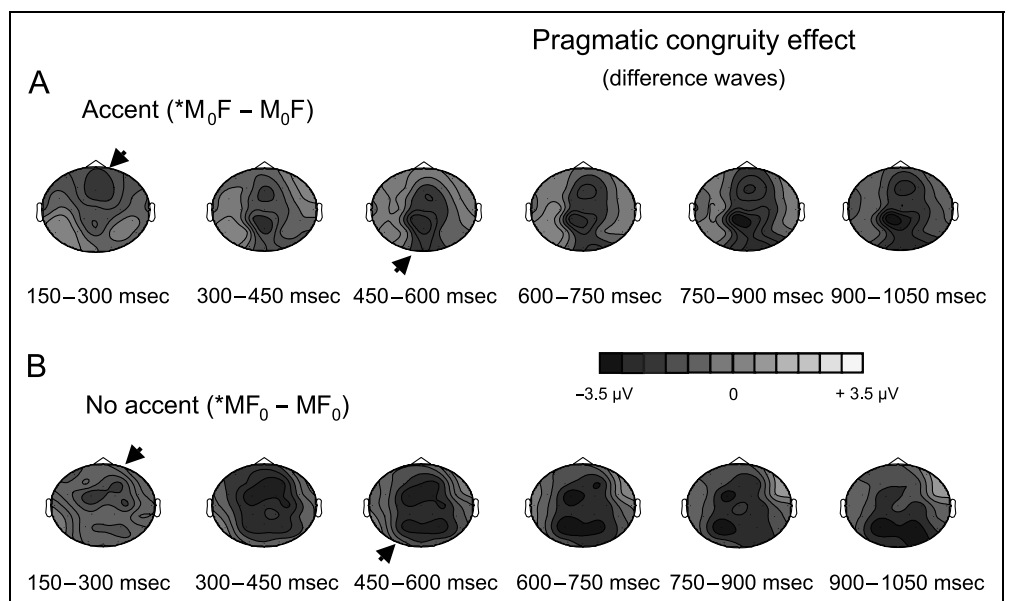 Pragmatic congruity effect
(difference waves)
A
Accent (*M₀F – M₀F)
150–300 msec 300–450 msec 450–600 msec 600–750 msec 750–900 msec 900–1050 msec
B
−3.5 µV 0 + 3.5 µV
No accent (*MF₀ – MF₀)
150–300 msec 300–450 msec 450–600 msec 600–750 msec 750–900 msec 900–1050 msec